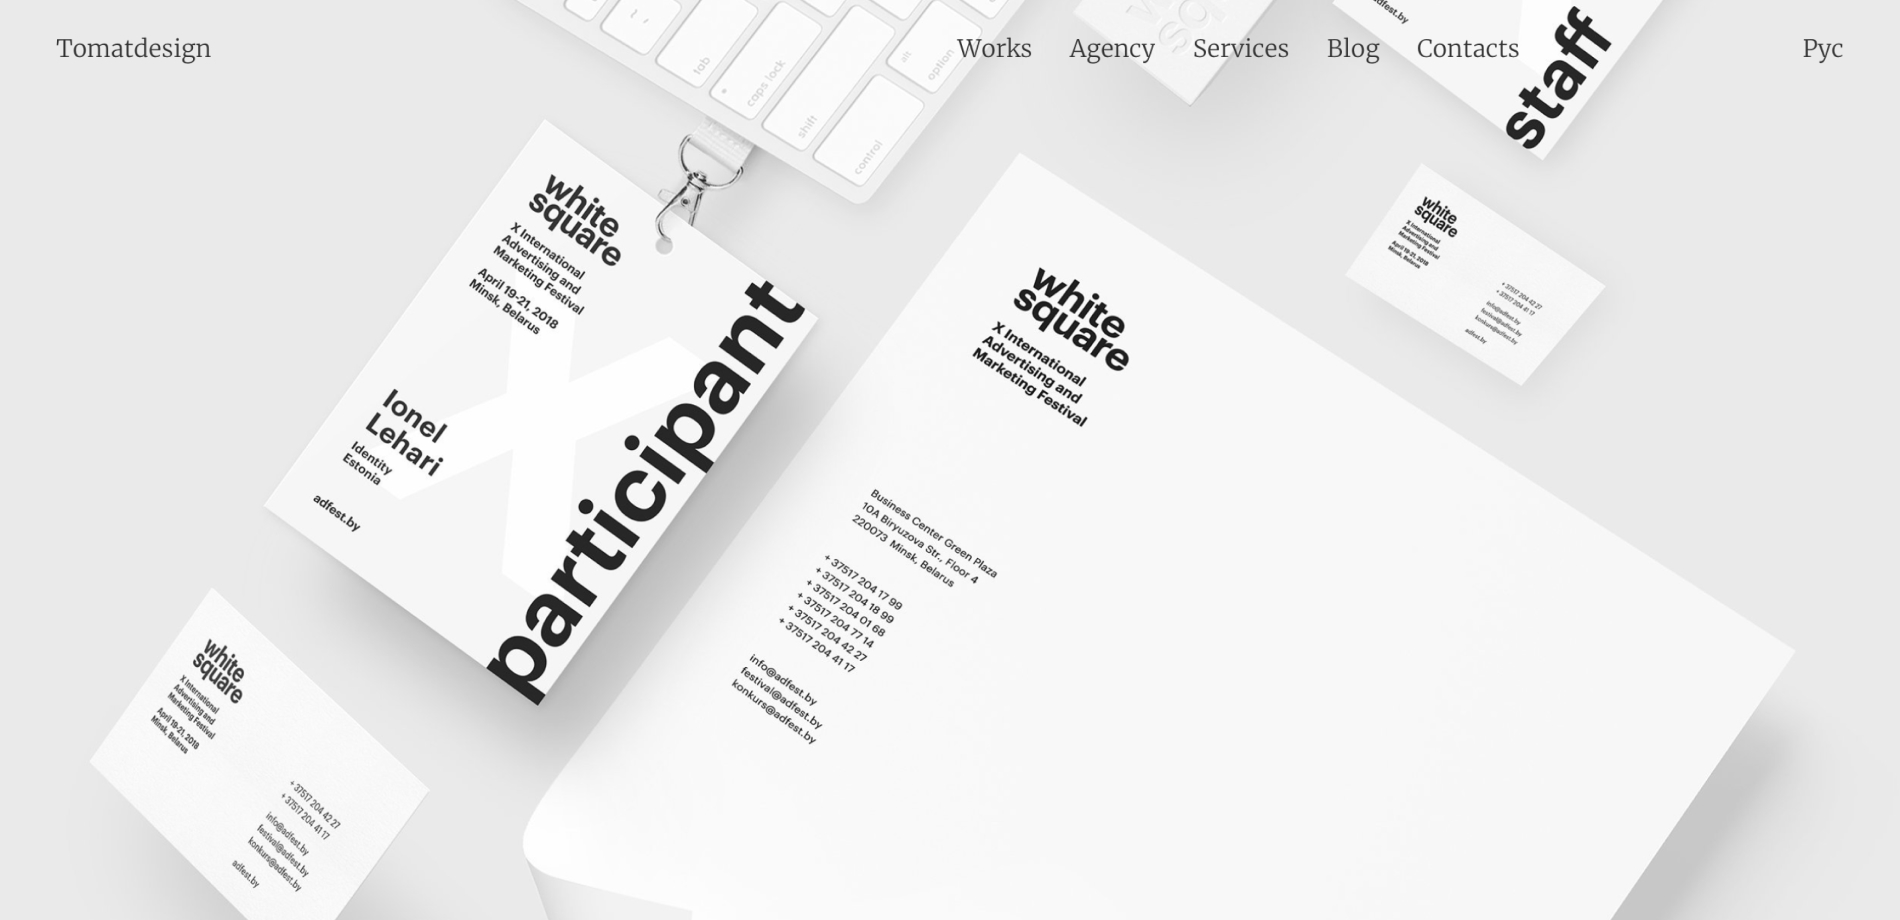 Tomatdesign
Works
Agency
Services
Blog
Contacts
Рус
tab
caps lock
shift
control
alt
option
adfest.by
staff
white
square
X International
Advertising and
Marketing Festival
April 19-21, 2018
Minsk, Belarus
Ionel
Lehari
Identity
Estonia
adfest.by
participant
white
square
X International
Advertising and
Marketing Festival
Business Center Green Plaza
10A Biryuzova Str., Floor 4
220073 Minsk, Belarus
+ 37517 204 17 99
+ 37517 204 18 99
+ 37517 204 01 68
+ 37517 204 77 14
+ 37517 204 42 27
+ 37517 204 41 17
info@adfest.by
festival@adfest.by
konkurs@adfest.by
white
square
X International
Advertising and
Marketing Festival
April 19-21, 2018
Minsk, Belarus
+ 37517 204 42 27
+ 37517 204 41 17
info@adfest.by
festival@adfest.by
konkurs@adfest.by
adfest.by
white
square
X International
Advertising and
Marketing Festival
April 19-21, 2018
Minsk, Belarus
+ 37517 204 42 27
+ 37517 204 41 17
info@adfest.by
festival@adfest.by
konkurs@adfest.by
adfest.by